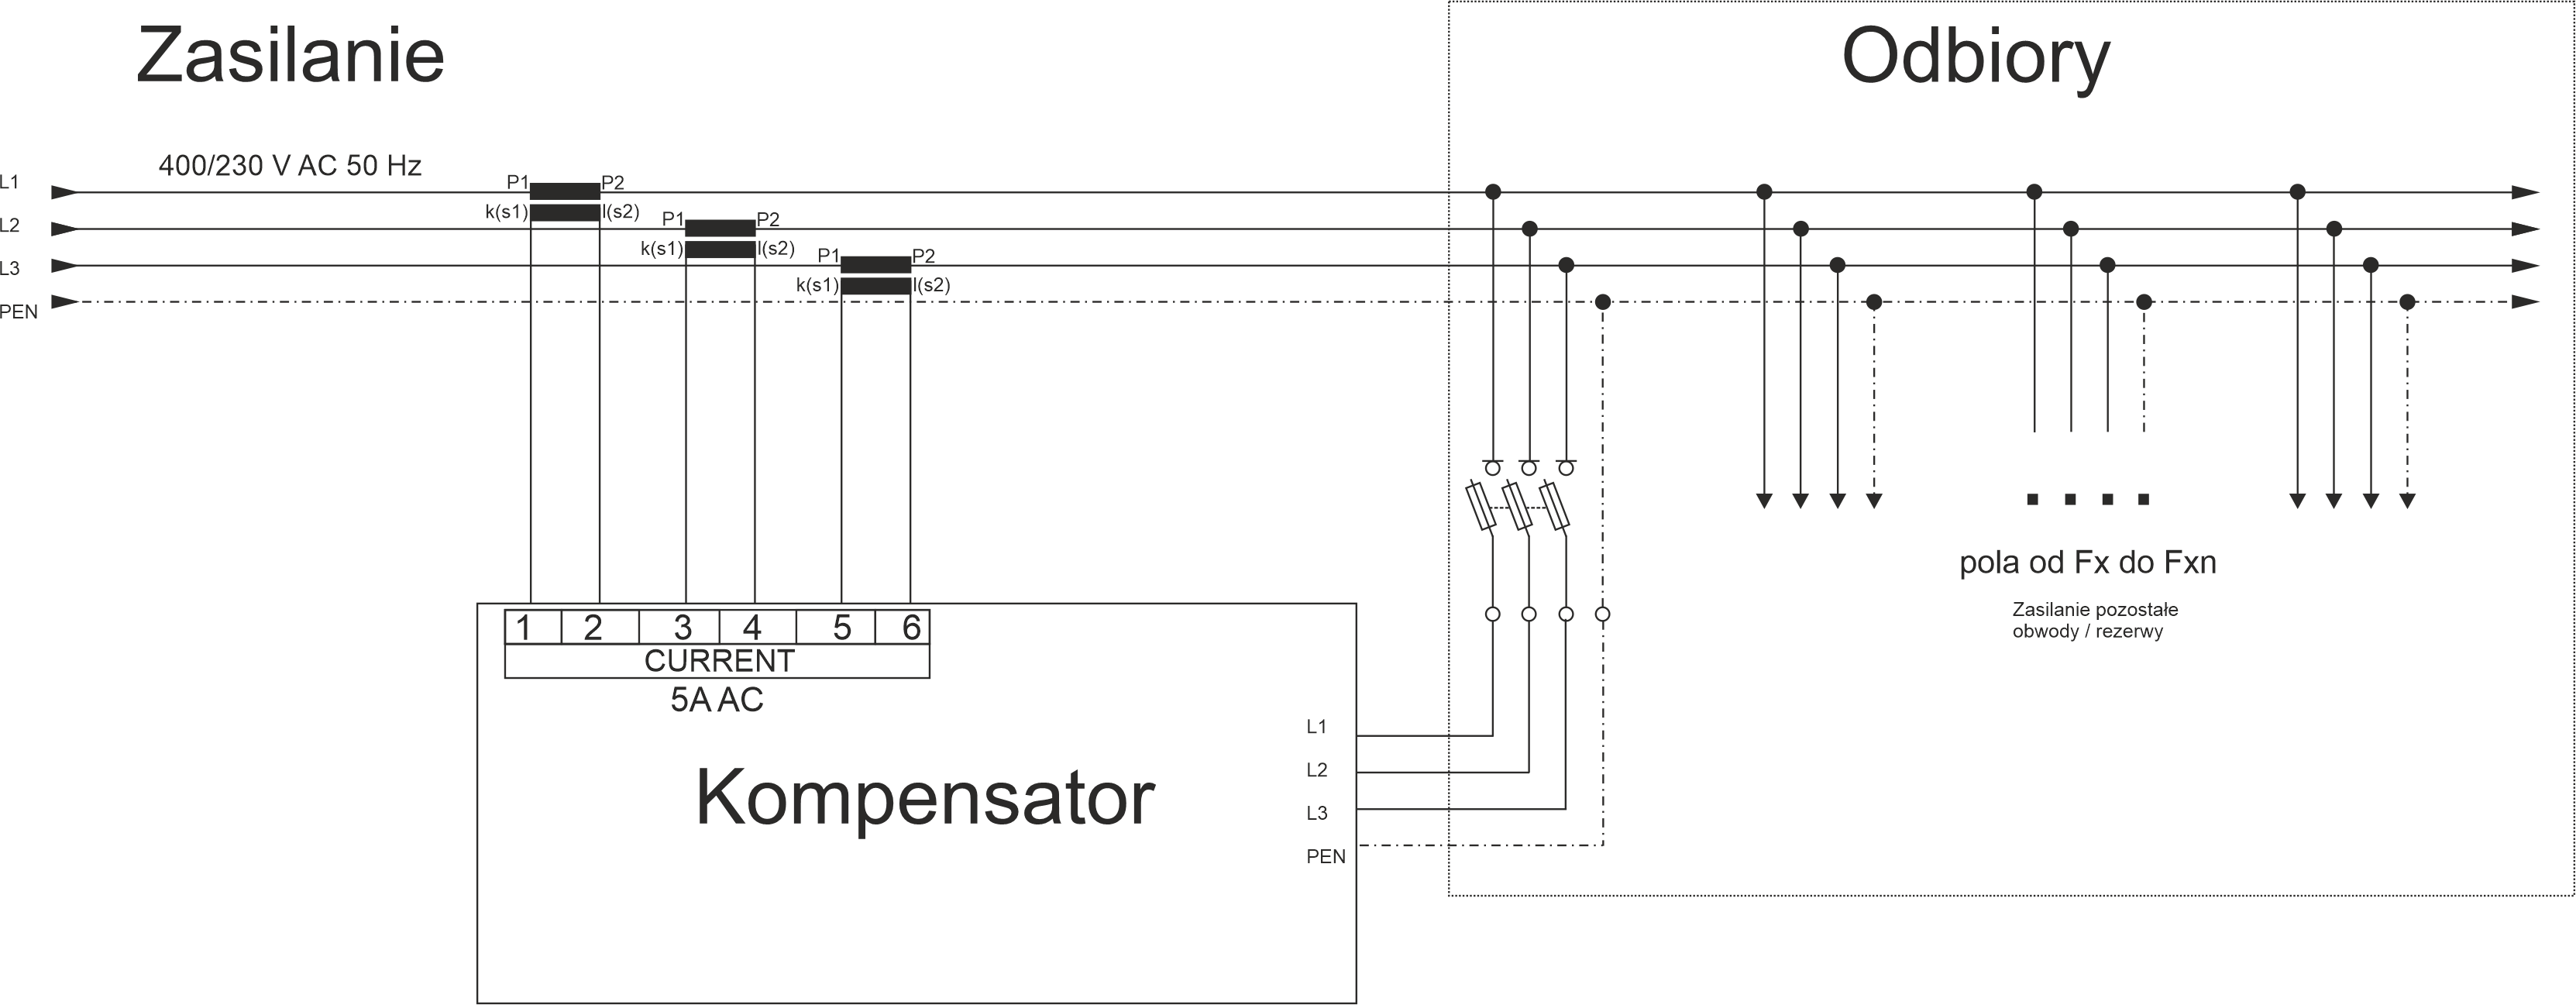 Zasilanie
Odbiory
400/230 V AC 50 Hz
L1
P1
P2
k(s1)
l(s2)
L2
P1
P2
k(s1)
l(s2)
L3
P1
P2
k(s1)
l(s2)
PEN
pola od Fx do Fxn
Zasilanie pozostałe
obwody / rezerwy
1 2 3 4 5 6
CURRENT
5A AC
Kompensator
L1
L2
L3
PEN